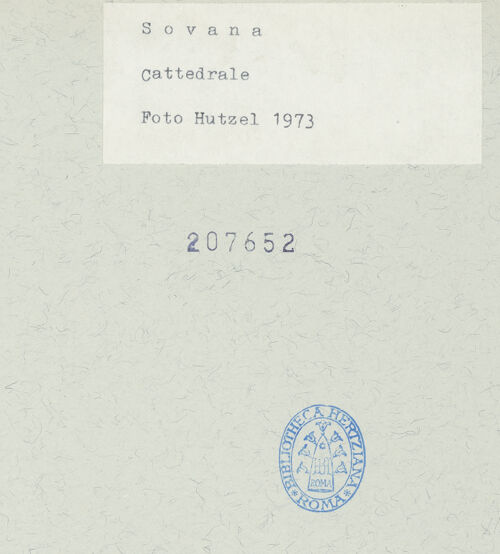 S o v a n a
Cattedrale
Foto Hutzel 1973
207652
BIBLIOTHECA HERTZIANA
ROMA
* ROMA *